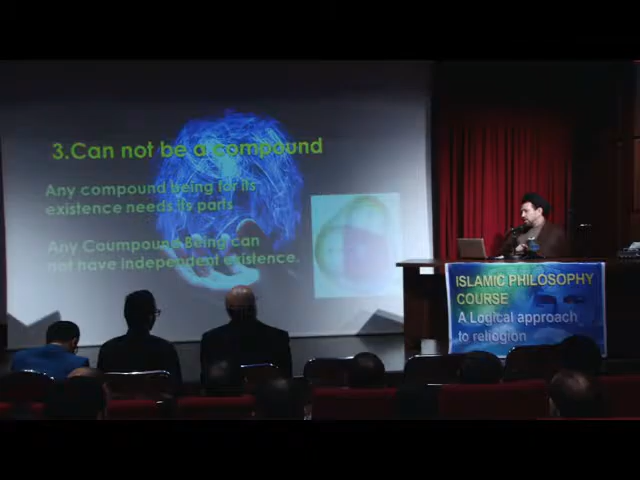 3.Can not be a compound
Any compound being for its
existence needs its parts
Any Coumpound Being can
not have independent existence.
ISLAMIC PHILOSOPHY
COURSE
A Logical approach
to reliegion